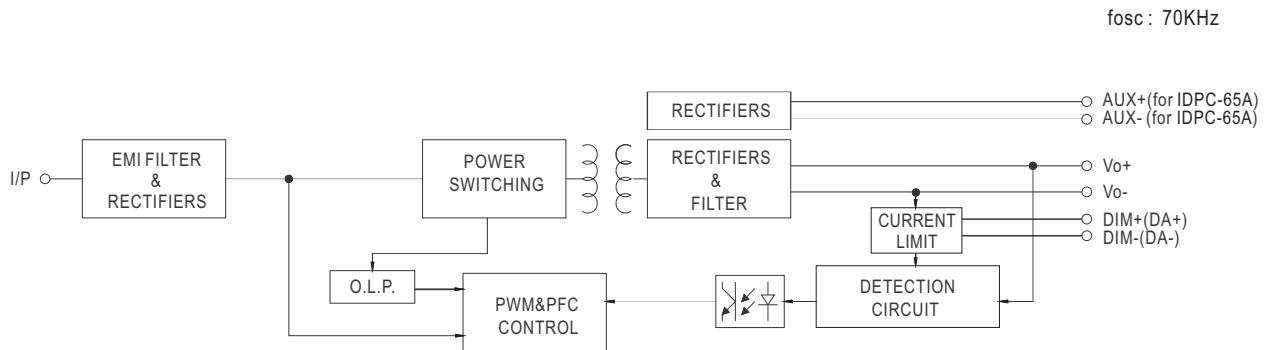 fosc : 70KHz
RECTIFIERS
AUX+(for IDPC-65A)
AUX- (for IDPC-65A)
I/P
EMI FILTER
&
RECTIFIERS
POWER
SWITCHING
RECTIFIERS
&
FILTER
Vo+
Vo-
CURRENT
LIMIT
DIM+(DA+)
DIM-(DA-)
O.L.P.
PWM&PFC
CONTROL
DETECTION
CIRCUIT